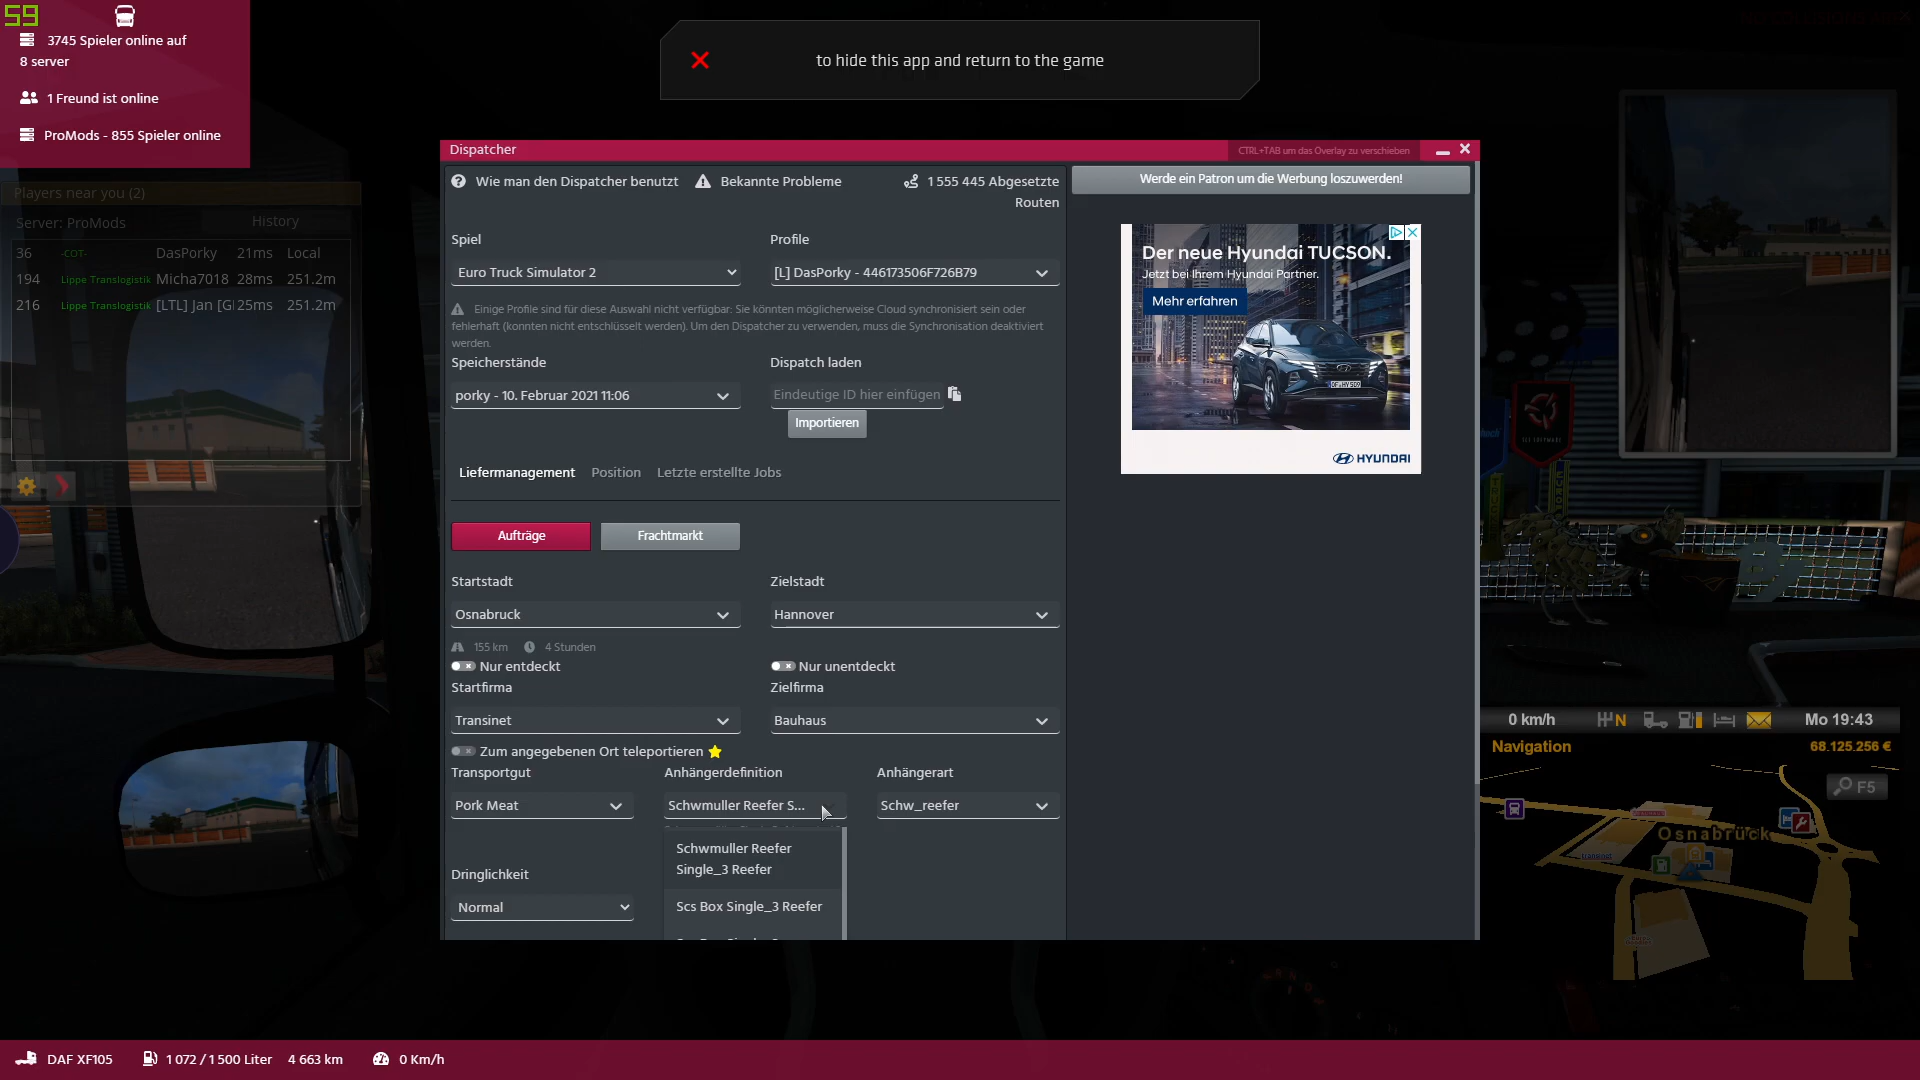 59
3745 Spieler online auf
8 server
1 Freund ist online
ProMods - 855 Spieler online
to hide this app and return to the game
Players near you (2)
Server: ProMods
History
36 -COT- DasPorky 21ms Local
194 Lippe Translogistik Micha7018 28ms 251.2m
216 Lippe Translogistik [LTL] Jan [G 25ms 251.2m
Dispatcher
CTRL+TAB um das Overlay zu verschieben
Wie man den Dispatcher benutzt
Bekannte Probleme
1 555 445 Abgesetzte
Routen
Spiel
Profile
Euro Truck Simulator 2
[L] DasPorky - 446173506F726B79
Einige Profile sind für diese Auswahl nicht verfügbar: Sie könnten möglicherweise Cloud synchronisiert sein oder
fehlerhaft (konnten nicht entschlüsselt werden). Um den Dispatcher zu verwenden, muss die Synchronisation deaktiviert
werden.
Speicherstände
Dispatch laden
porky - 10. Februar 2021 11:06
Eindeutige ID hier einfügen
Importieren
Liefermanagement
Position
Letzte erstellte Jobs
Aufträge
Frachtmarkt
Startstadt
Zielstadt
Osnabruck
Hannover
155 km
4 Stunden
Nur entdeckt
Nur unentdeckt
Startfirma
Zielfirma
Transinet
Bauhaus
Zum angegebenen Ort teleportieren
Transportgut
Anhängerdefinition
Anhängerart
Pork Meat
Schwmuller Reefer S...
Schw_reefer
Schwmuller Reefer
Single_3 Reefer
Scs Box Single_3 Reefer
Dringlichkeit
Normal
Werde ein Patron um die Werbung loszuwerden!
Der neue Hyundai TUCSON.
Jetzt bei Ihrem Hyundai Partner.
Mehr erfahren
HYUNDAI
0 km/h
N
Mo 19:43
Navigation
68.125.256 €
F5
Osnabrück
DAF XF105
1 072 / 1 500 Liter
4 663 km
0 Km/h